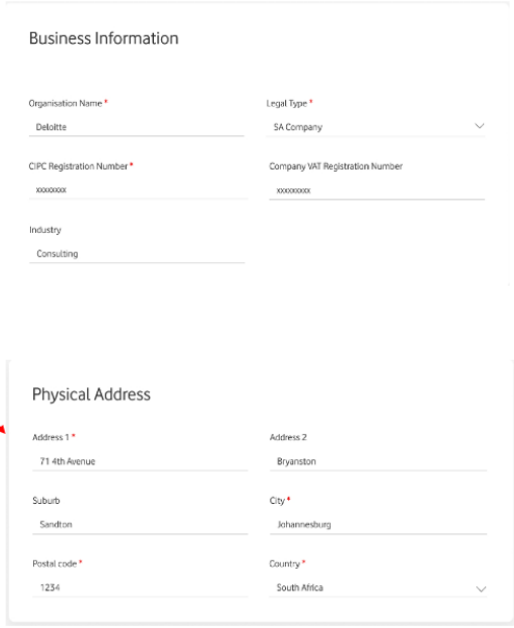 Business Information
Organisation Name * Legal Type *
Deloitte SA Company
CIPC Registration Number * Company VAT Registration Number
xxxxxxxx xxxxxxxxx
Industry
Consulting
Physical Address
Address 1 * Address 2
71 4th Avenue Bryanston
Suburb City *
Sandton Johannesburg
Postal code * Country *
1234 South Africa